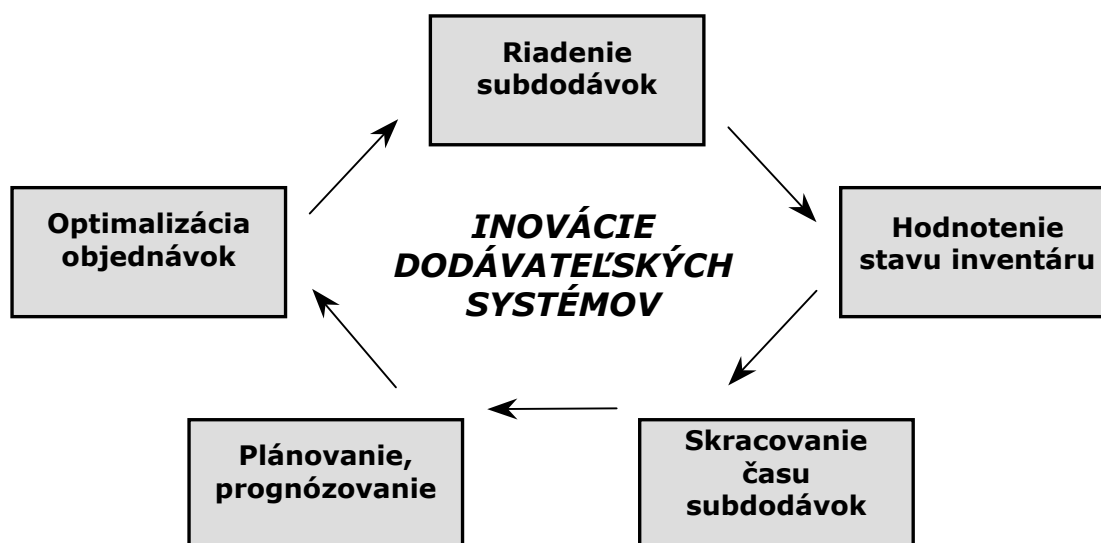 Riadenie
subdodávok
Optimalizácia
objednávok
INOVÁCIE
DODÁVATEĽSKÝCH
SYSTÉMOV
Hodnotenie
stavu inventáru
Plánovanie,
prognózovanie
Skracovanie
času
subdodávok